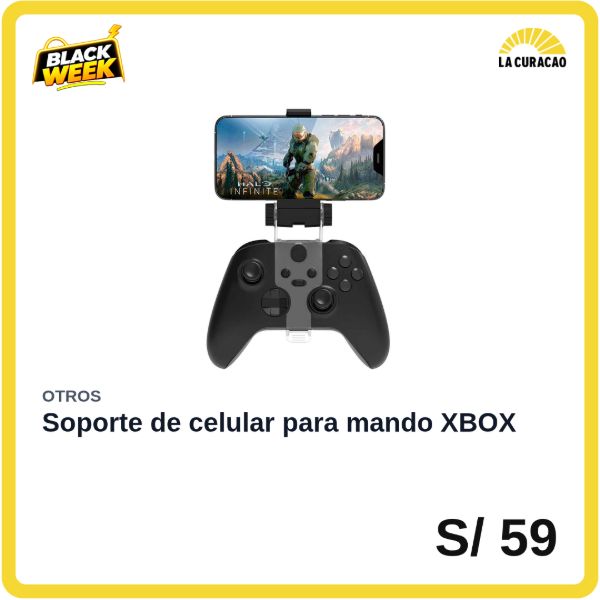 BLACK
WEEK
LA CURACAO
HALO
INFINITE
OTROS
Soporte de celular para mando XBOX
S/ 59